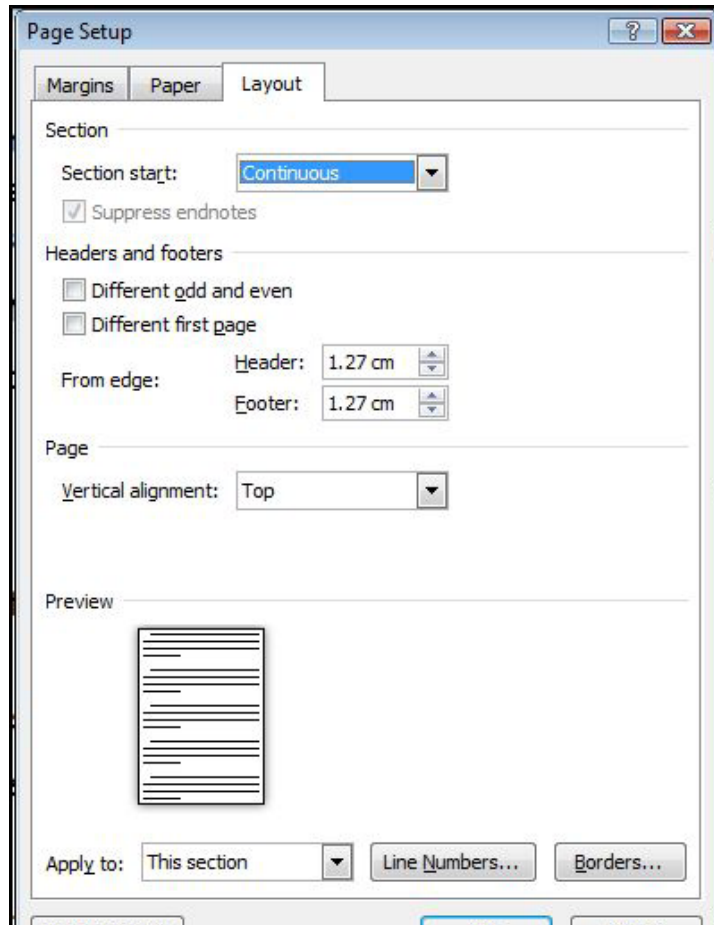 Page Setup
Margins Paper Layout
Section
Section start: Continuous
Suppress endnotes
Headers and footers
Different odd and even
Different first page
From edge:
Header: 1.27 cm
Footer: 1.27 cm
Page
Vertical alignment: Top
Preview
Apply to: This section Line Numbers... Borders...